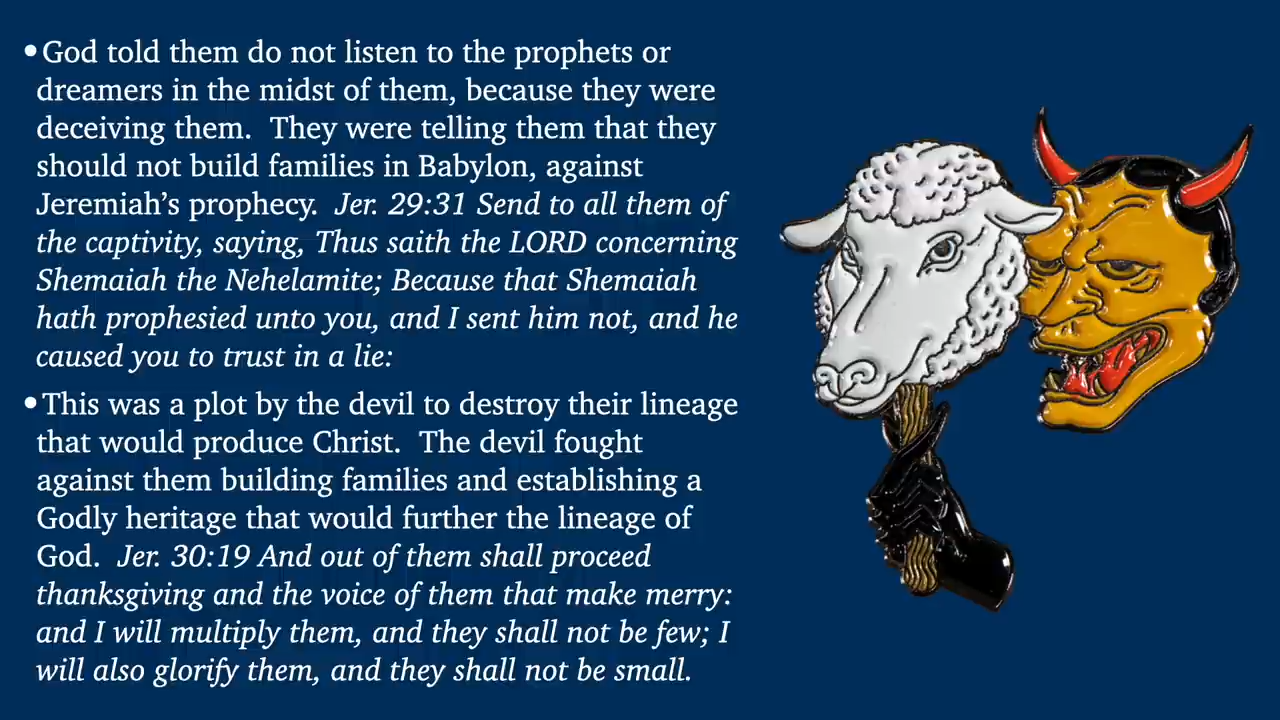 •God told them do not listen to the prophets or
dreamers in the midst of them, because they were
deceiving them.  They were telling them that they
should not build families in Babylon, against
Jeremiah’s prophecy.  Jer. 29:31 Send to all them of
the captivity, saying, Thus saith the LORD concerning
Shemaiah the Nehelamite; Because that Shemaiah
hath prophesied unto you, and I sent him not, and he
caused you to trust in a lie:
•This was a plot by the devil to destroy their lineage
that would produce Christ.  The devil fought
against them building families and establishing a
Godly heritage that would further the lineage of
God.  Jer. 30:19 And out of them shall proceed
thanksgiving and the voice of them that make merry:
and I will multiply them, and they shall not be few; I
will also glorify them, and they shall not be small.